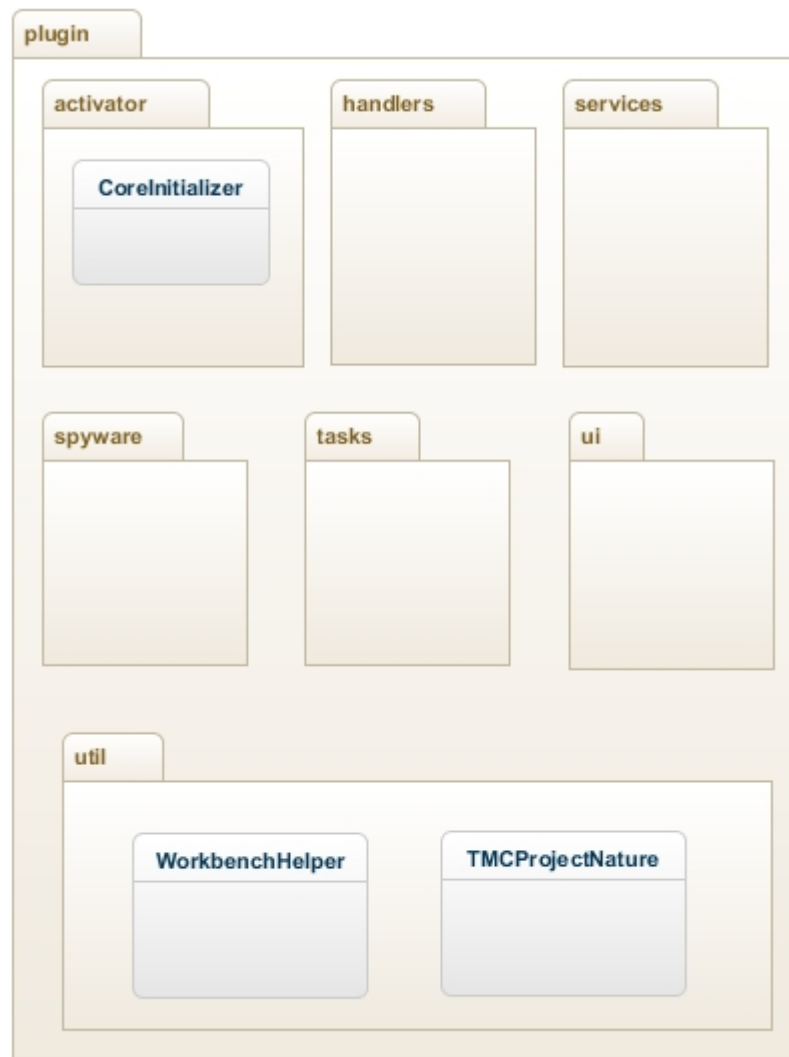 plugin
activator
handlers
services
CoreInitializer
spyware
tasks
ui
util
WorkbenchHelper
TMCProjectNature